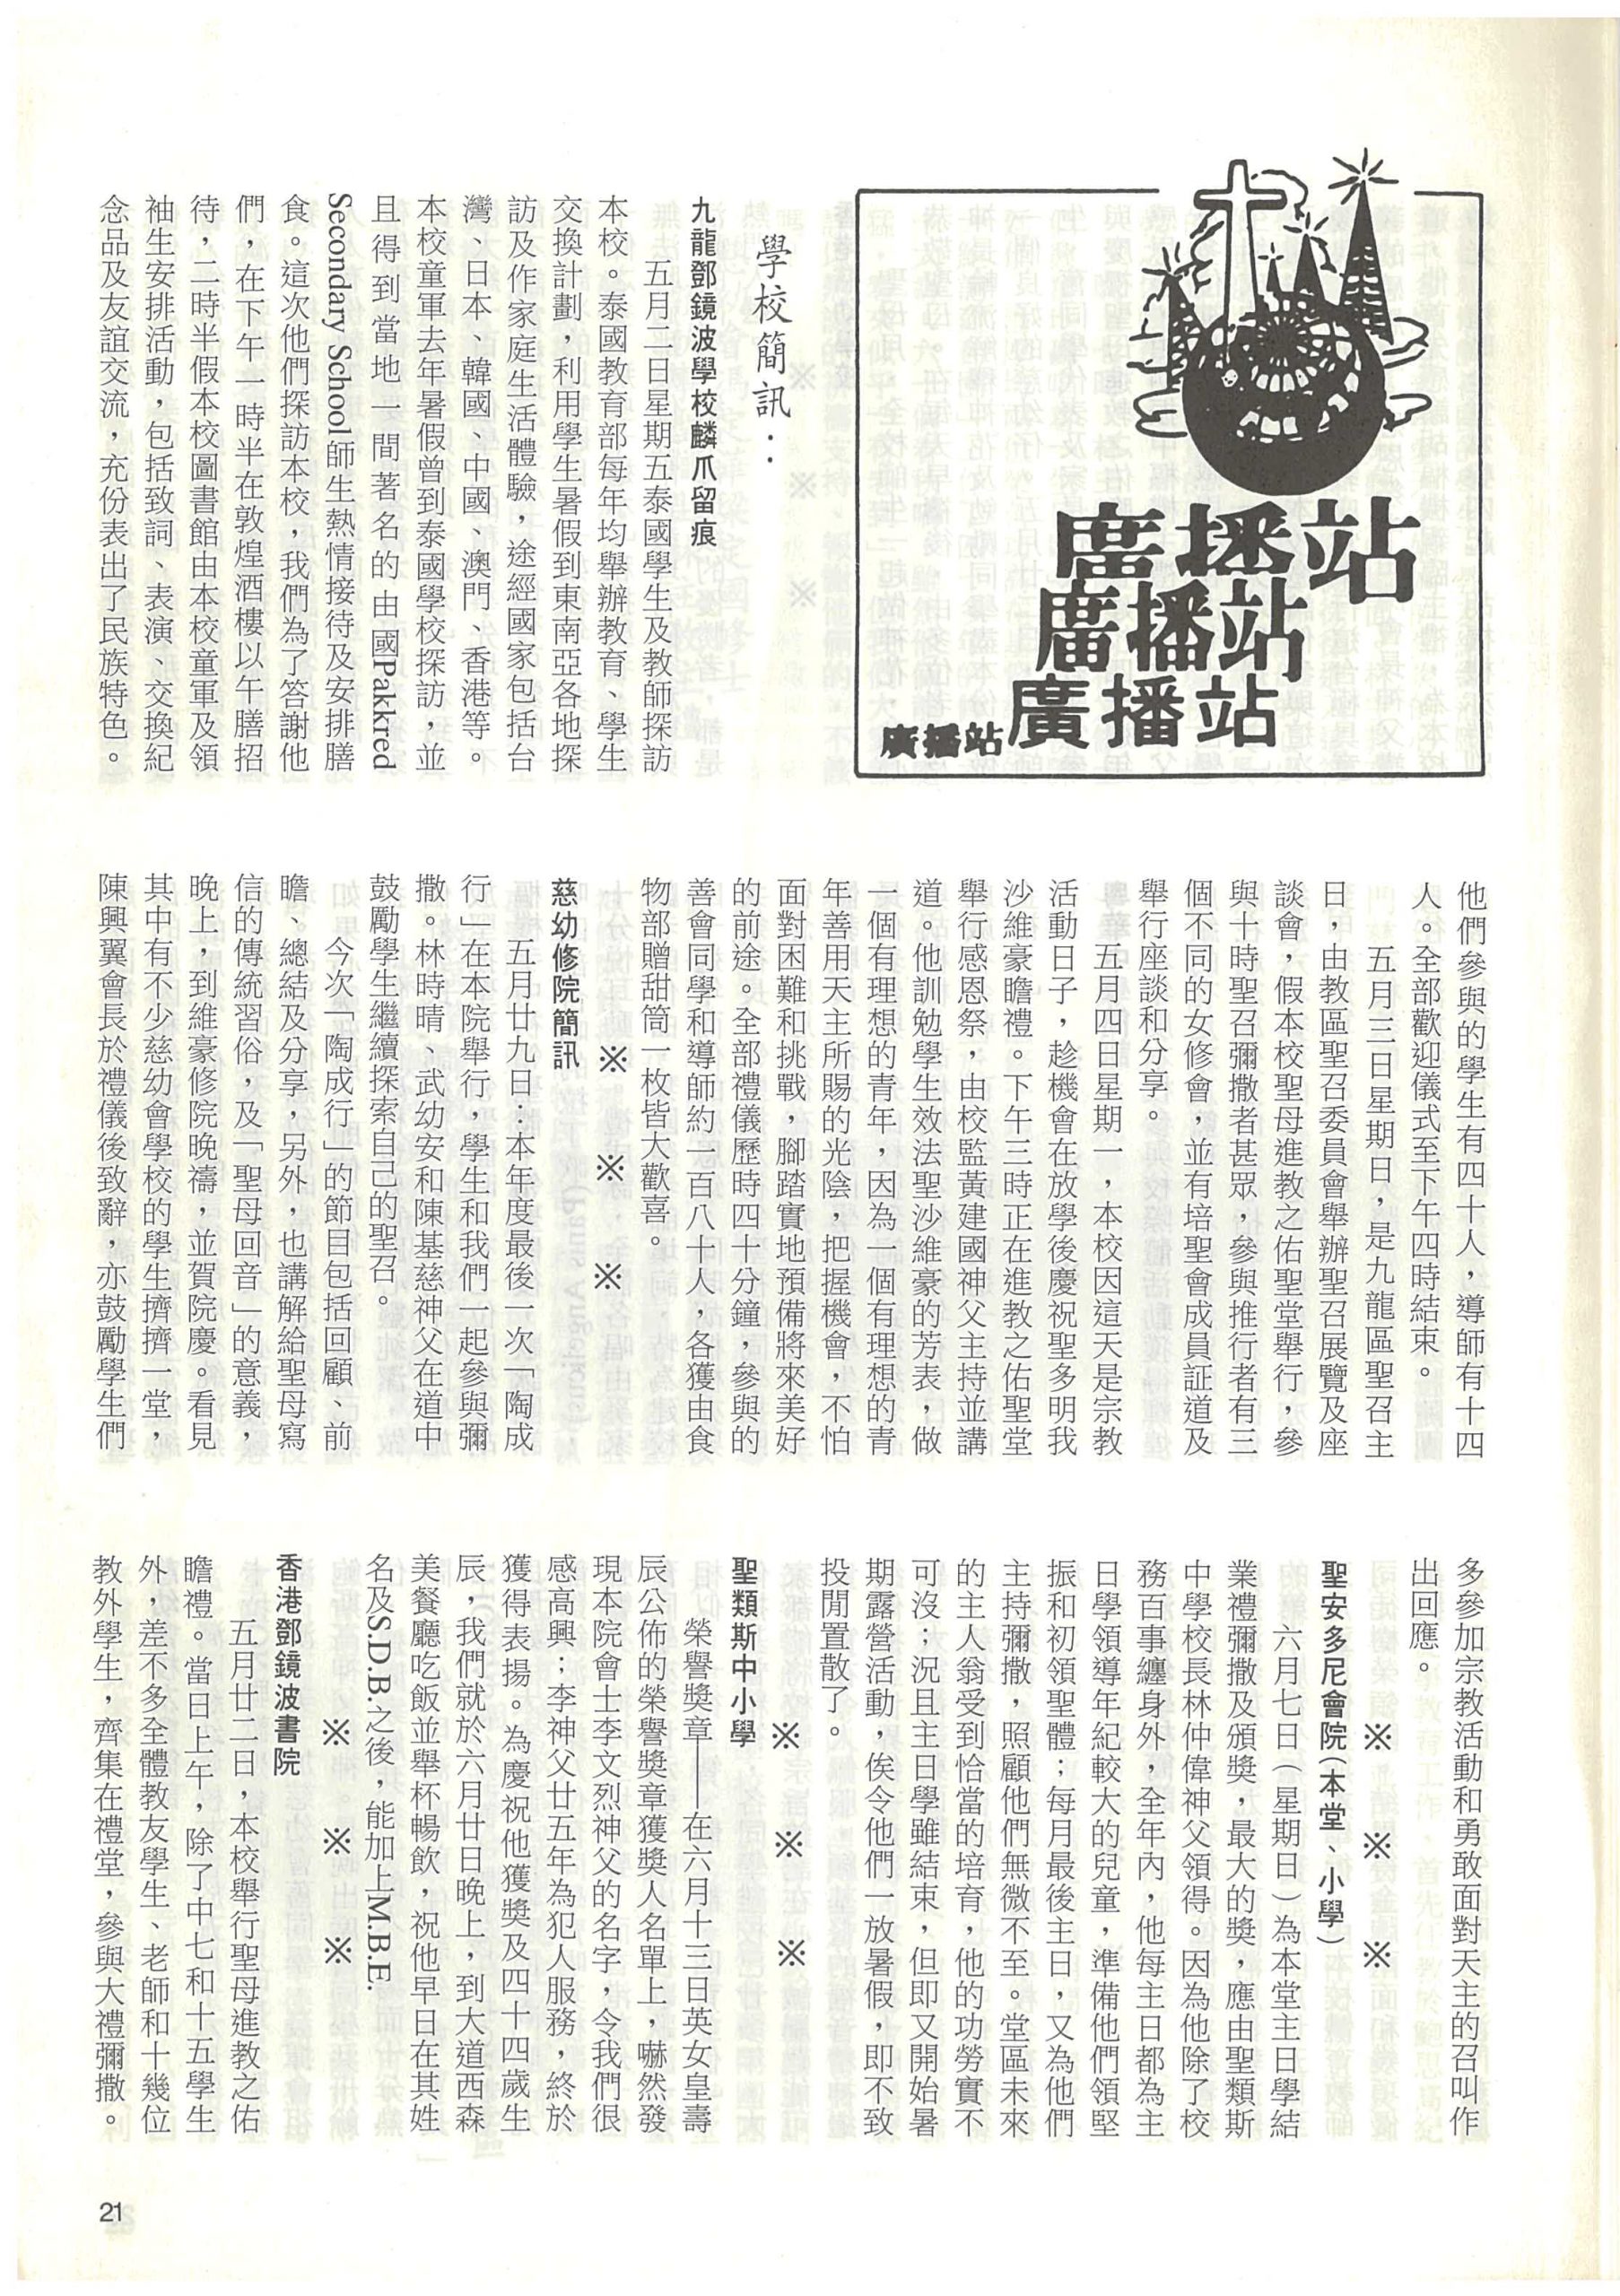 廣播站
廣播站
廣播站
廣播站
學校簡訊：
九龍鄧鏡波學校麟爪留痕
五月二日星期五泰國學生及教師探訪
本校。泰國教育部每年均舉辦教育、學生
交換計劃，利用學生暑假到東南亞各地探
訪及作家庭生活體驗，途經國家包括台
灣、日本、韓國、中國、澳門、香港等。
本校童軍去年暑假曾到泰國學校探訪，並
且得到當地一間著名的由國Pakkred
Secondary School師生熱情接待及安排膳
食。這次他們探訪本校，我們為了答謝他
們，在下午一時半在敦煌酒樓以午膳招
待，二時半假本校圖書館由本校童軍及領
袖生安排活動，包括致詞、表演、交換紀
念品及友誼交流，充份表出了民族特色。
他們參與的學生有四十人，導師有十四
人。全部歡迎儀式至下午四時結束。
五月三日星期日，是九龍區聖召主
日，由教區聖召委員會舉辦聖召展覽及座
談會，假本校聖母進教之佑聖堂舉行，參
與十時聖召彌撒者甚眾，參與推行者有三
個不同的女修會，並有培聖會成員証道及
舉行座談和分享。
五月四日星期一，本校因這天是宗教
活動日子，趁機會在放學後慶祝聖多明我
沙維豪瞻禮。下午三時正在進教之佑聖堂
舉行感恩祭，由校監黃建國神父主持並講
道。他訓勉學生效法聖沙維豪的芳表，做
一個有理想的青年，因為一個有理想的青
年善用天主所賜的光陰，把握機會，不怕
面對困難和挑戰，腳踏實地預備將來美好
的前途。全部禮儀歷時四十分鐘，參與的
善會同學和導師約一百八十人，各獲由食
物部贈甜筒一枚皆大歡喜。
※　※　※
慈幼修院簡訊
五月廿九日：本年度最後一次「陶成
行」在本院舉行，學生和我們一起參與彌
撒。林時晴、武幼安和陳基慈神父在道中
鼓勵學生繼續探索自己的聖召。
今次「陶成行」的節目包括回顧、前
瞻、總結及分享，另外，也講解給聖母寫
信的傳統習俗，及「聖母回音」的意義，
晚上，到維豪修院晚禱，並賀院慶。看見
其中有不少慈幼會學校的學生擠擠一堂，
陳興翼會長於禮儀後致辭，亦鼓勵學生們
多參加宗教活動和勇敢面對天主的召叫作
出回應。
※　※　※
聖安多尼會院（本堂、小學）
六月七日（星期日）為本堂主日學結
業禮彌撒及頒獎，最大的獎，應由聖類斯
中學校長林仲偉神父領得。因為他除了校
務百事纏身外，全年內，他每主日都為主
日學領導年紀較大的兒童，準備他們領堅
振和初領聖體；每月最後主日，又為他們
主持彌撒，照顧他們無微不至。堂區未來
的主人翁受到恰當的培育，他的功勞實不
可沒；況且主日學雖結束，但即又開始暑
期露營活動，俟令他們一放暑假，即不致
投閒置散了。
※　※　※
聖類斯中小學
榮譽獎章——在六月十三日英女皇壽
辰公佈的榮譽獎章獲獎人名單上，嚇然發
現本院會士李文烈神父的名字，令我們很
感高興；李神父廿五年為犯人服務，終於
獲得表揚。為慶祝他獲獎及四十四歲生
辰，我們就於六月廿日晚上，到大道西森
美餐廳吃飯並舉杯暢飲，祝他早日在其姓
名及S.D.B.之後，能加上M.B.E.
※　※　※
香港鄧鏡波書院
五月廿二日，本校舉行聖母進教之佑
瞻禮。當日上午，除了中七和十五學生
外，差不多全體教友學生、老師和十幾位
教外學生，齊集在禮堂，參與大禮彌撒。
21